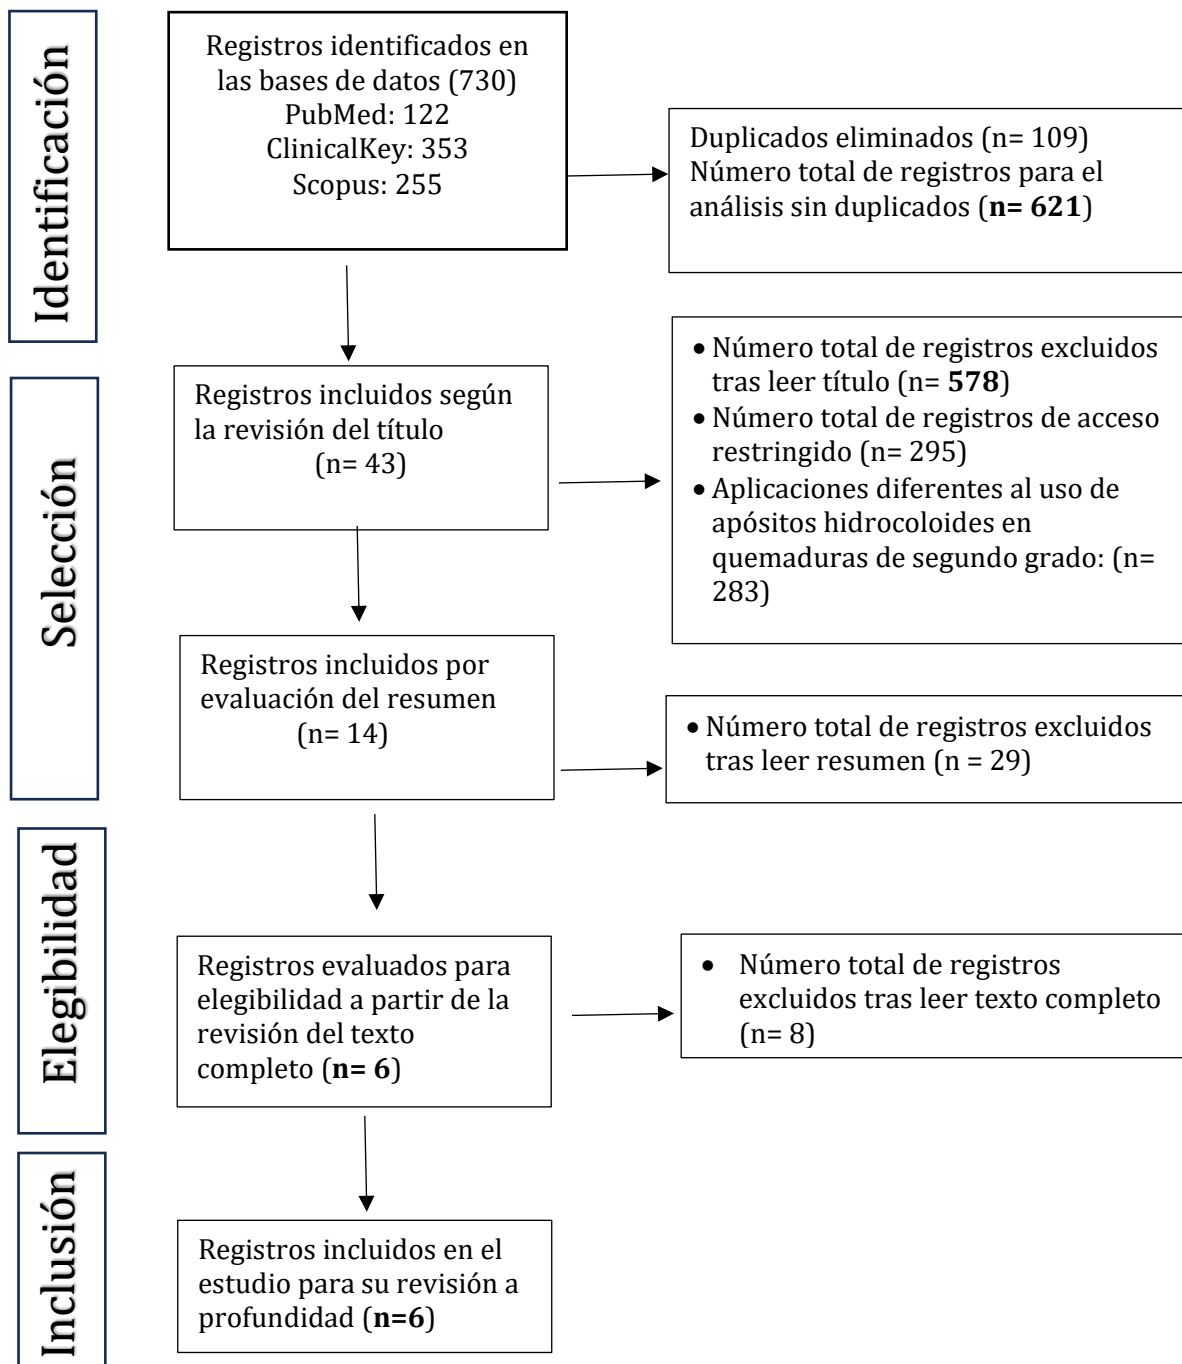 Identificación
Registros identificados en
las bases de datos (730)
PubMed: 122
ClinicalKey: 353
Scopus: 255
Duplicados eliminados (n= 109)
Número total de registros para el
análisis sin duplicados (n= 621)
Selección
Registros incluidos según
la revisión del título
(n= 43)
• Número total de registros excluidos
tras leer título (n= 578)
• Número total de registros de acceso
restringido (n= 295)
• Aplicaciones diferentes al uso de
apósitos hidrocoloides en
quemaduras de segundo grado: (n=
283)
Registros incluidos por
evaluación del resumen
(n= 14)
• Número total de registros excluidos
tras leer resumen (n = 29)
Elegibilidad
Registros evaluados para
elegibilidad a partir de la
revisión del texto
completo (n= 6)
• Número total de registros
excluidos tras leer texto completo
(n= 8)
Inclusión
Registros incluidos en el
estudio para su revisión a
profundidad (n=6)